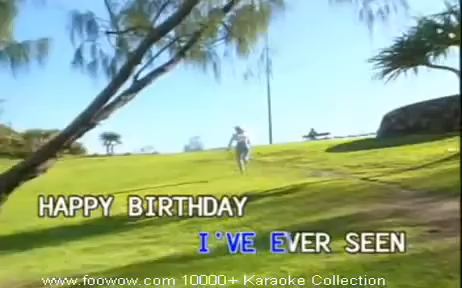 HAPPY BIRTHDAY
I'VE EVER SEEN
www.foowow.com 10000+ Karaoke Collection